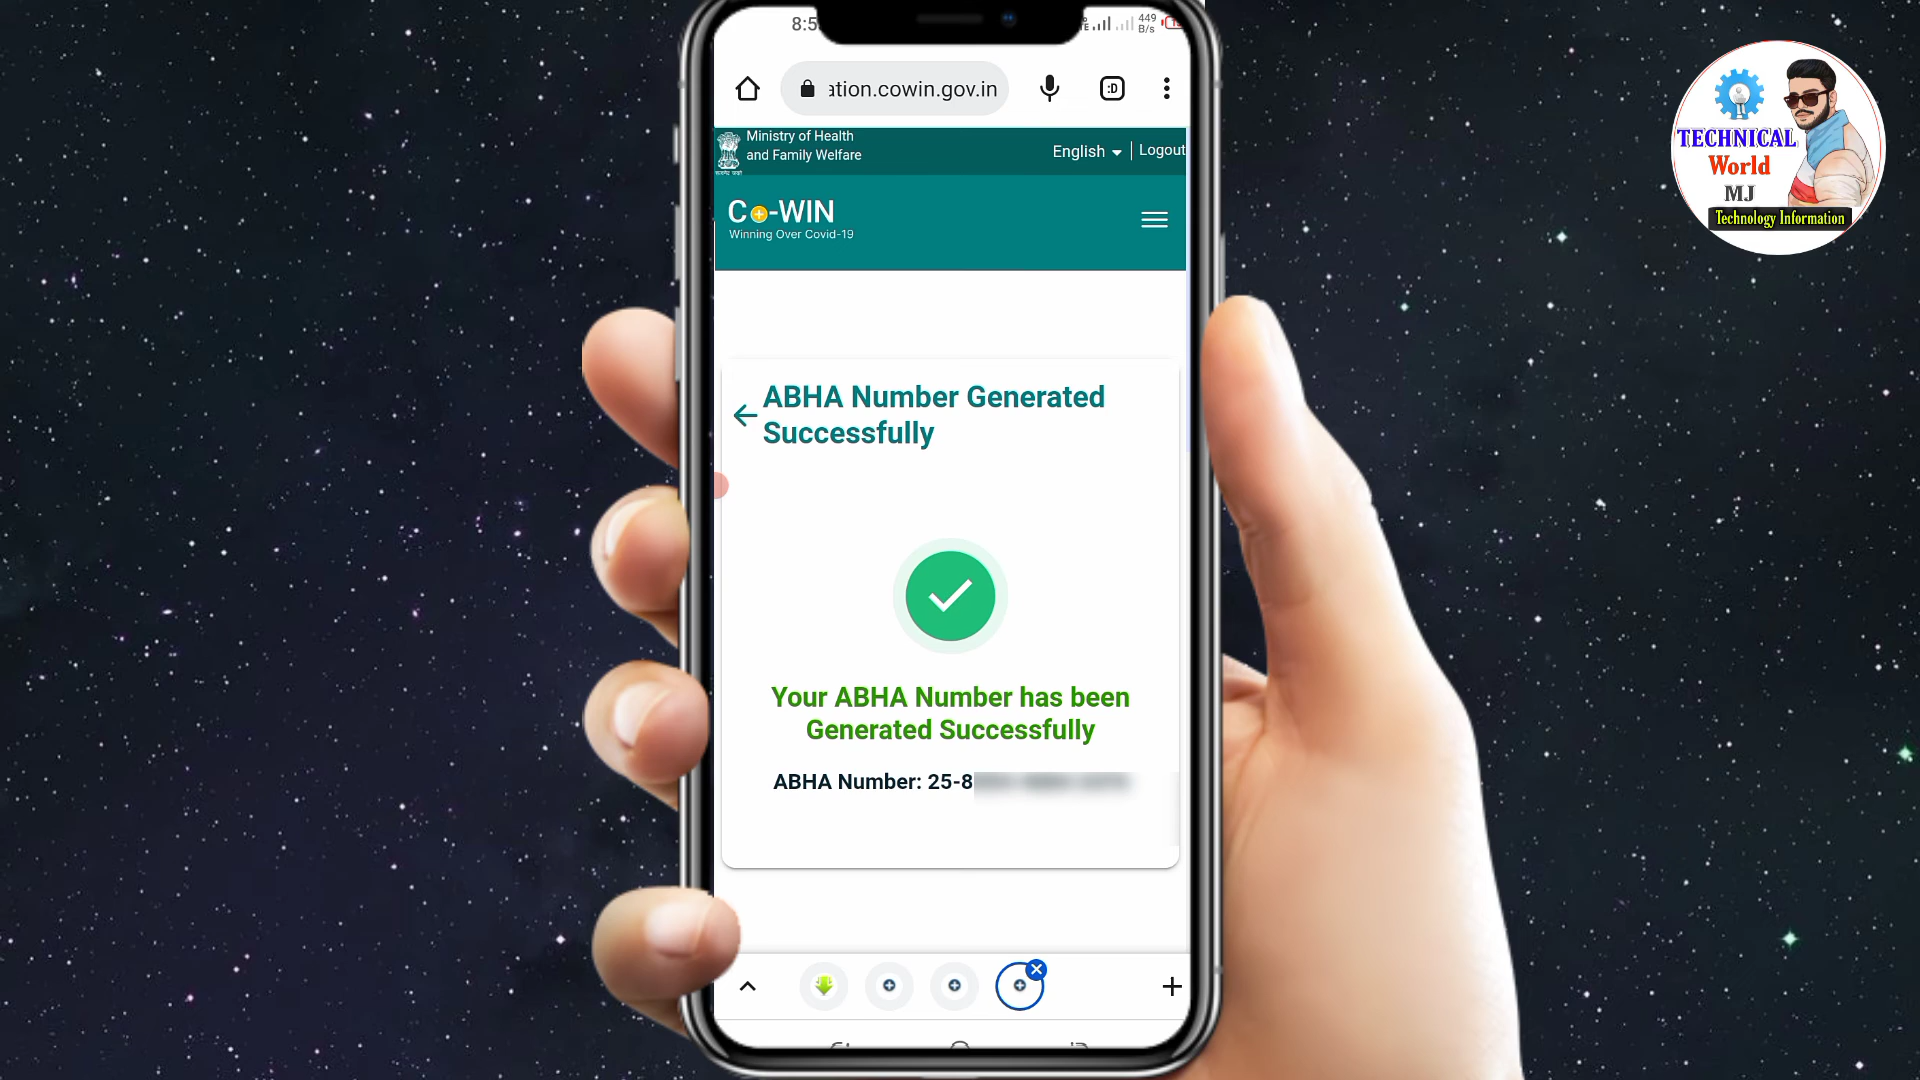 449
B/s
ation.cowin.gov.in
:D
Ministry of Health
and Family Welfare
English
Logout
Co-WIN
Winning Over Covid-19
ABHA Number Generated
Successfully
Your ABHA Number has been
Generated Successfully
ABHA Number: 25-8
TECHNICAL
World
MJ
Technology Information